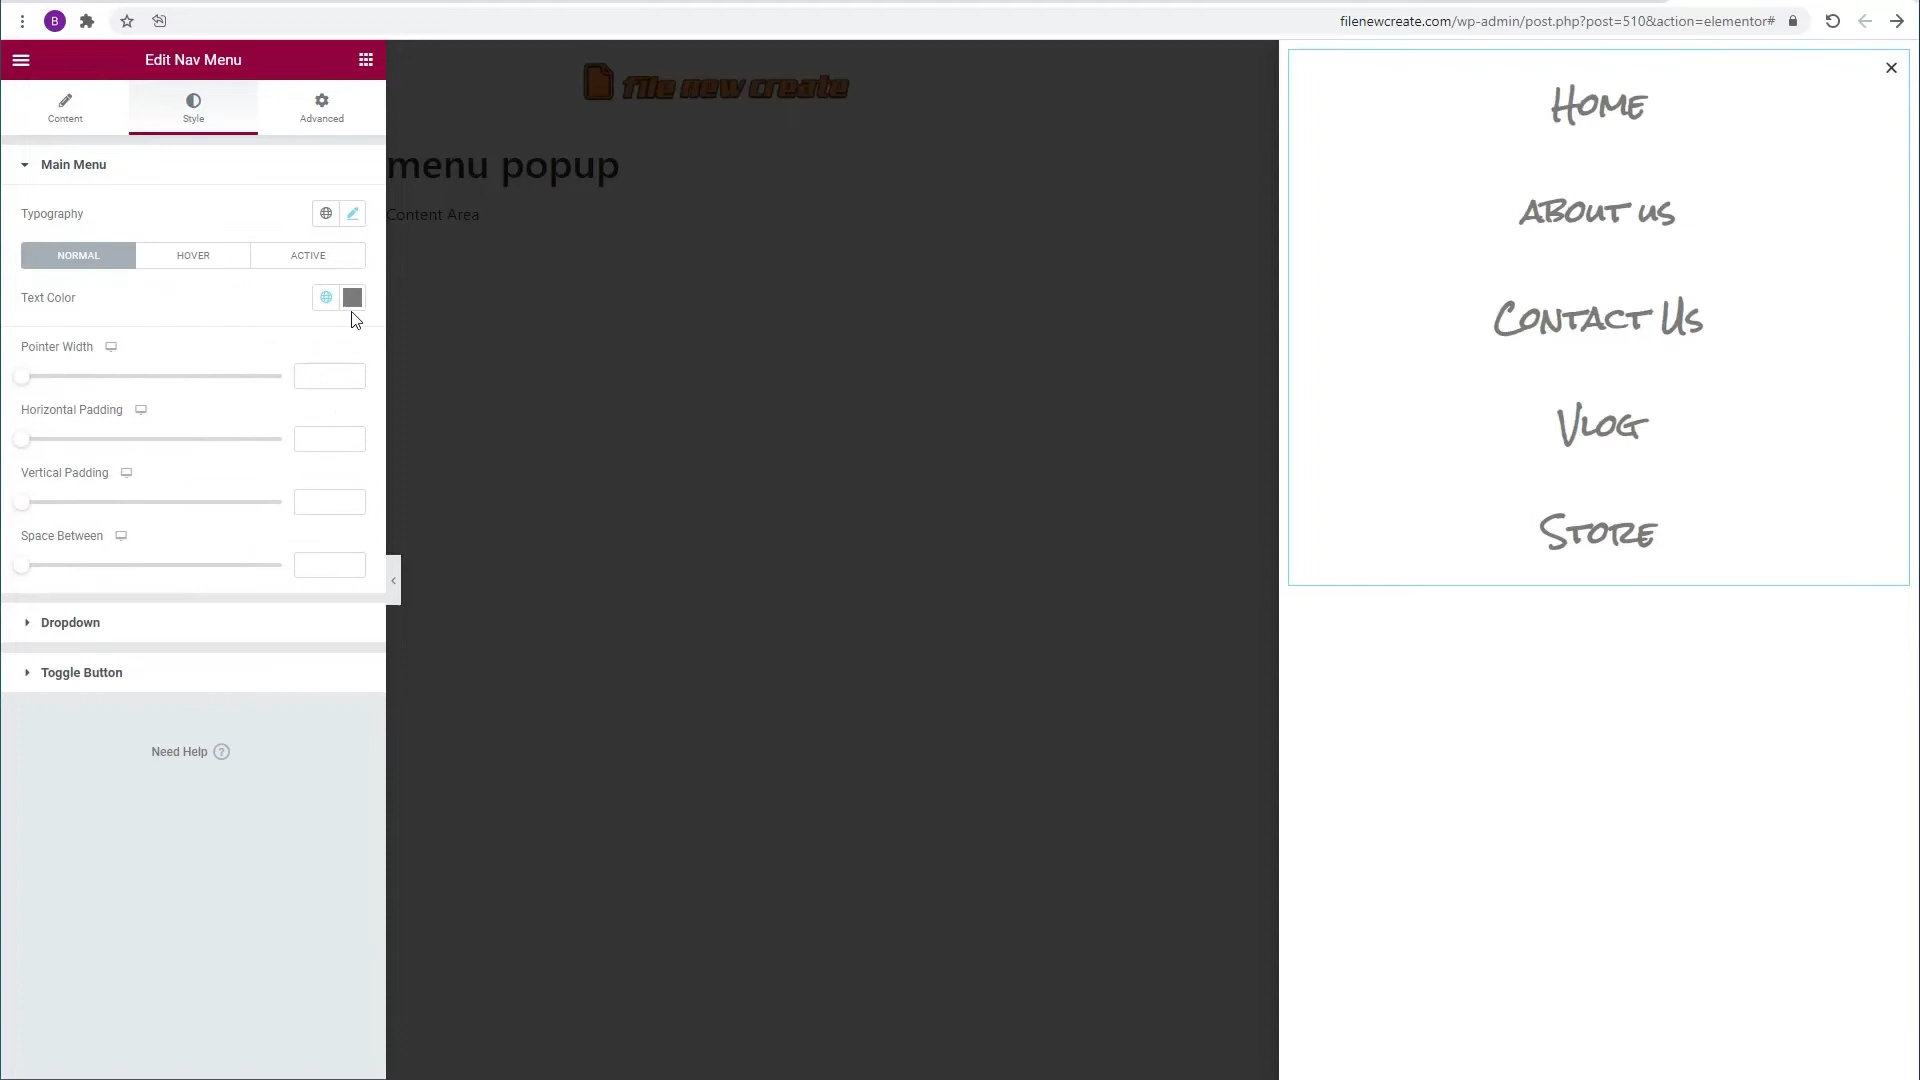 B
filenewcreate.com/wp-admin/post.php?post=510&action=elementor#
Edit Nav Menu
Content
Style
Advanced
Main Menu
Typography
NORMAL
HOVER
ACTIVE
Text Color
Pointer Width
Horizontal Padding
Vertical Padding
Space Between
Dropdown
Toggle Button
Need Help ?
file new create
menu popup
Content Area
Home
About us
Contact Us
Vlog
Store